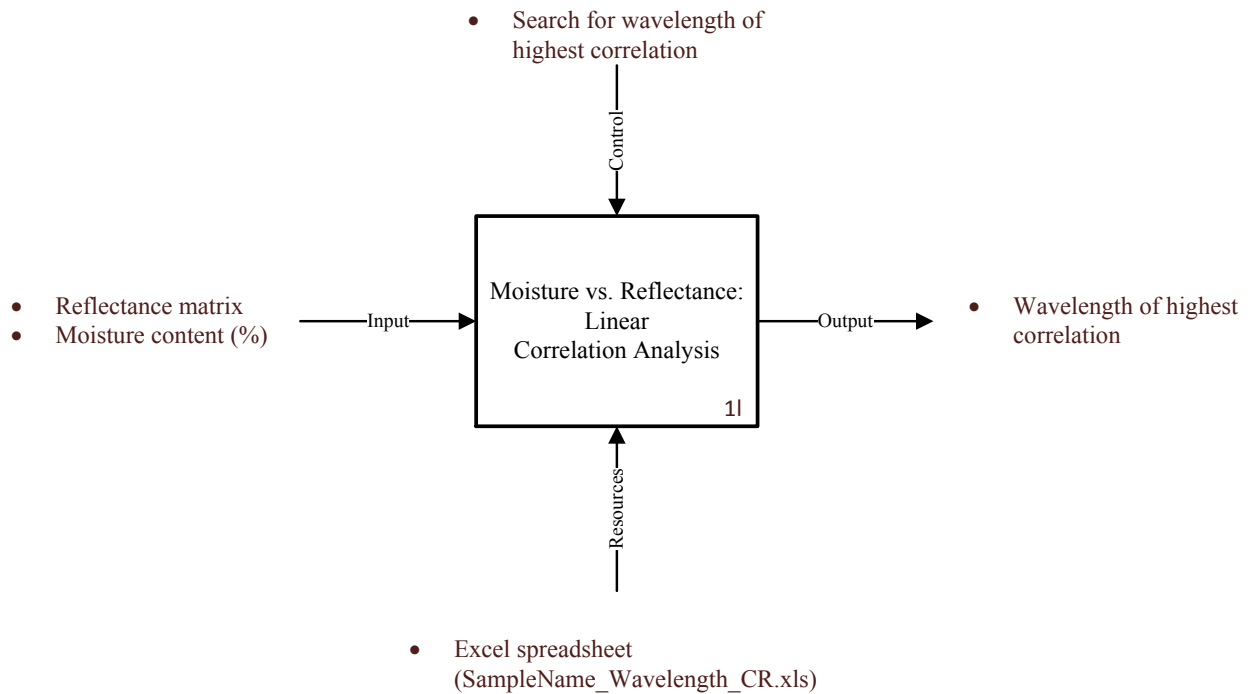 • Search for wavelength of
highest correlation
Control
• Reflectance matrix
• Moisture content (%)
Input
Moisture vs. Reflectance:
Linear
Correlation Analysis
1l
Output
• Wavelength of highest
correlation
Resources
• Excel spreadsheet
(SampleName_Wavelength_CR.xls)